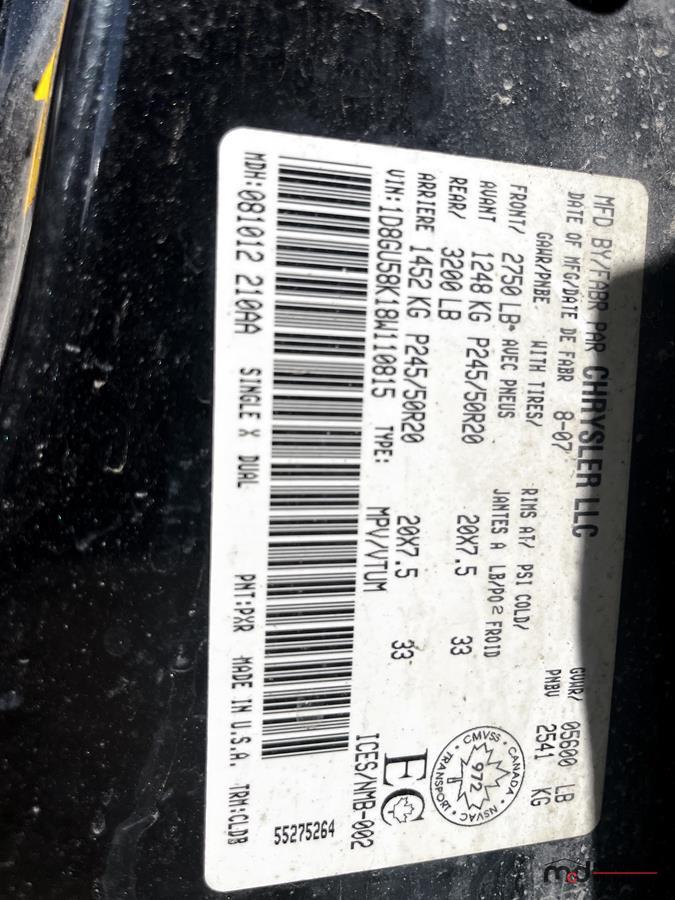 MFD BY/FABR PAR CHRYSLER LLC
DATE OF MFG/DATE DE FABR 8-07 GVWR/ 05600 LB
PNBV 2541 KG
GAWR/PNBE WITH TIRES/ RIMS AT/ PSI COLD/
FRONT/ 2750 LB* AVEC PNEUS JANTES A LB/PO2 FROID
AVANT 1248 KG P245/50R20 20X7.5 33
REAR/ 3200 LB
ARRIERE 1452 KG P245/50R20 20X7.5 33
VIN:1D8GU58K18W110815 TYPE: MPV/VTUM ICES/NMB-002
CMVSS • CANADA • NSVAC • TRANSPORT •
972
EC
MDH:081012 210AA SINGLE X DUAL PNT:PXR MADE IN U.S.A. TRM:CLDB
55275264
mcd